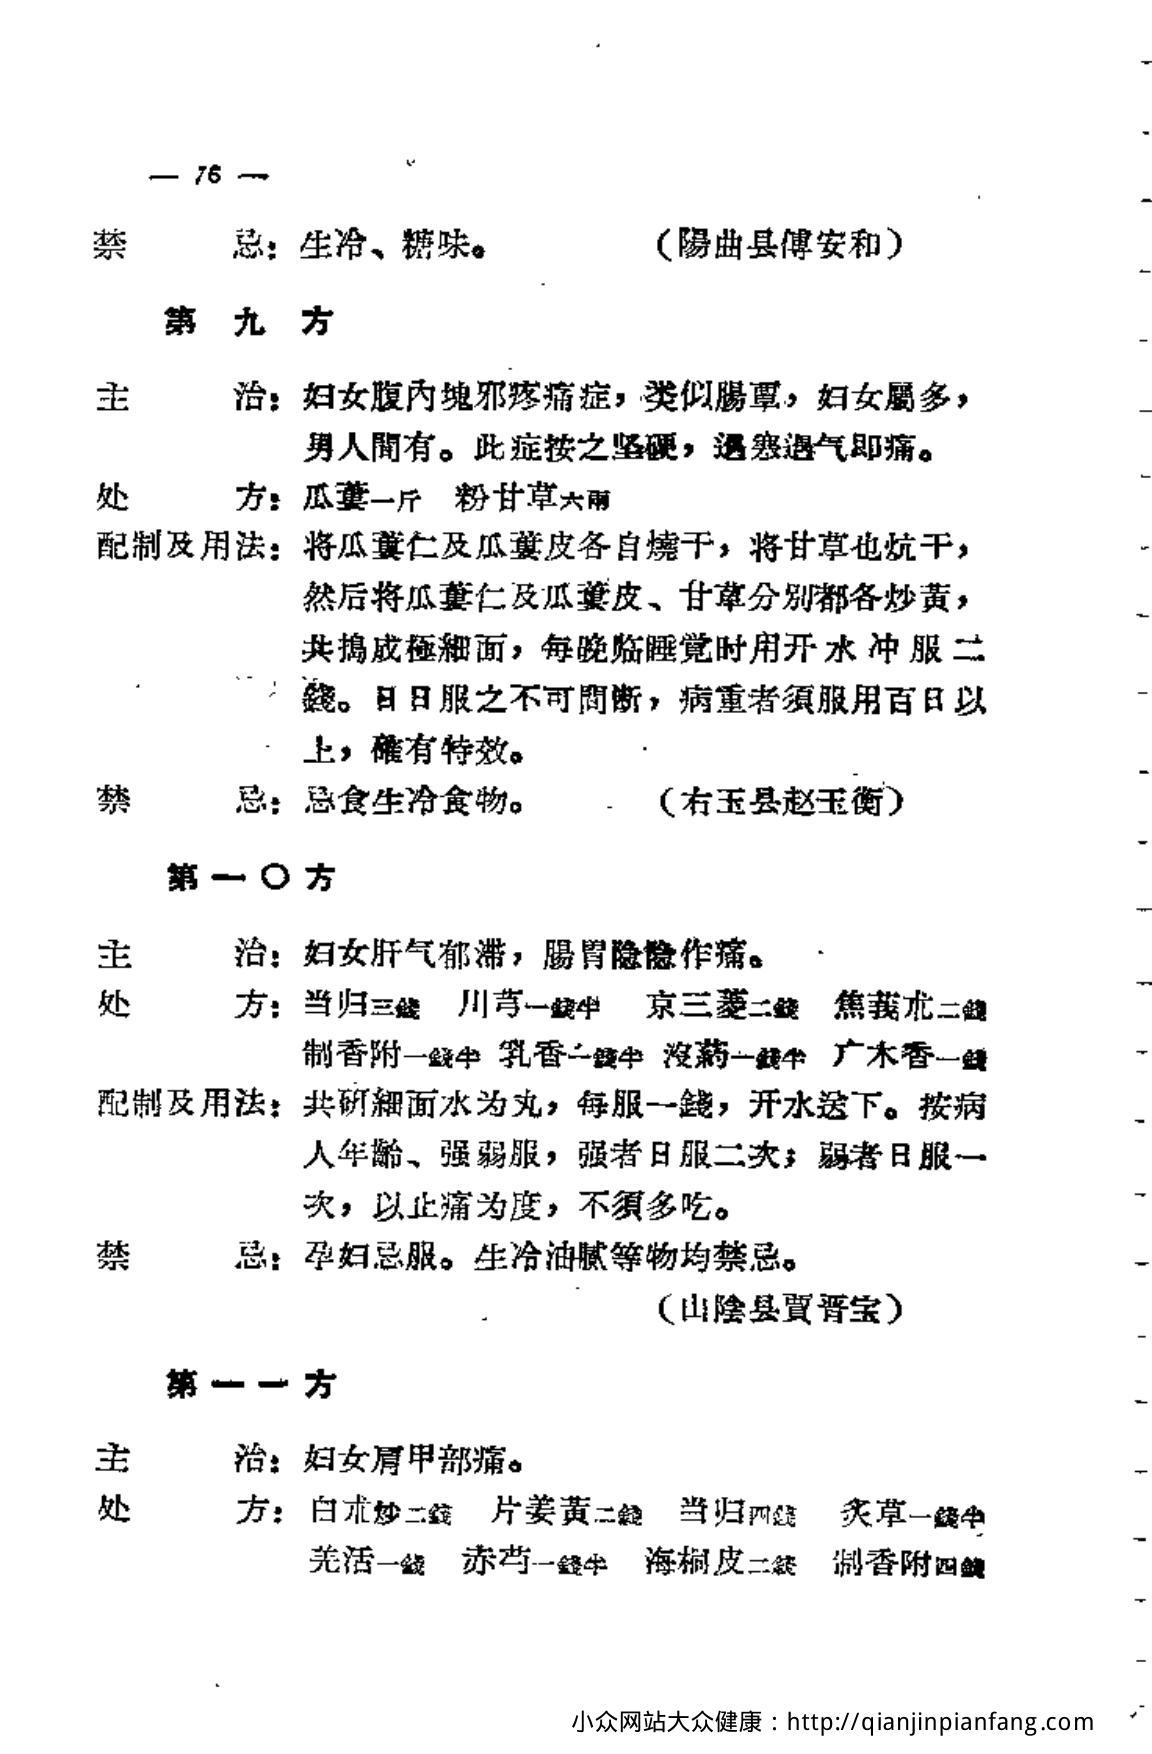 — 76 —
禁　　忌：生冷、糖味。　　（陽曲县傅安和）
第九方
主　　治：妇女腹內塊邪疼痛症，类似腸覃，妇女屬多，
男人間有。此症按之坚硬，遇寒遇气即痛。
处　　方：瓜蔞一斤　粉甘草六兩
配制及用法：将瓜蔞仁及瓜蔞皮各自燒干，将甘草也炕干，
然后将瓜蔞仁及瓜蔞皮、甘草分別都各炒黃，
共搗成極細面，每晚临睡覚时用开水冲服二
錢。日日服之不可間断，病重者須服用百日以
上，確有特效。
禁　　忌：忌食生冷食物。　　（右玉县赵玉衡）
第一〇方
主　　治：妇女肝气郁滞，腸胃隐隐作痛。
处　　方：当归三錢　川芎一錢半　京三菱二錢　焦莪朮二錢
制香附一錢半　乳香一錢半　沒葯一錢半　广木香一錢
配制及用法：共研細面水为丸，每服一錢，开水送下。按病
人年齡、强弱服，强者日服二次；弱者日服一
次，以止痛为度，不須多吃。
禁　　忌：孕妇忌服。生冷油腻等物均禁忌。
（山陰县賈晋宝）
第一一方
主　　治：妇女肩甲部痛。
处　　方：白朮炒二錢　片姜黃二錢　当归四錢　炙草一錢半
羌活一錢　赤芍一錢半　海桐皮二錢　制香附四錢
小众网站大众健康：http://qianjinpianfang.com